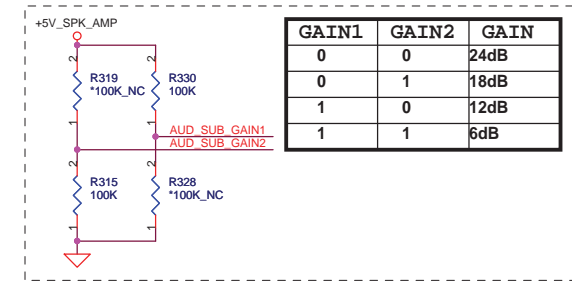 +5V_SPK_AMP
GAIN1 GAIN2 GAIN
0 0 24dB
0 1 18dB
1 0 12dB
1 1 6dB
2 2
R319 R330
*100K_NC 100K
1 1
AUD_SUB_GAIN1
AUD_SUB_GAIN2
2 2
R315 R328
100K *100K_NC
1 1